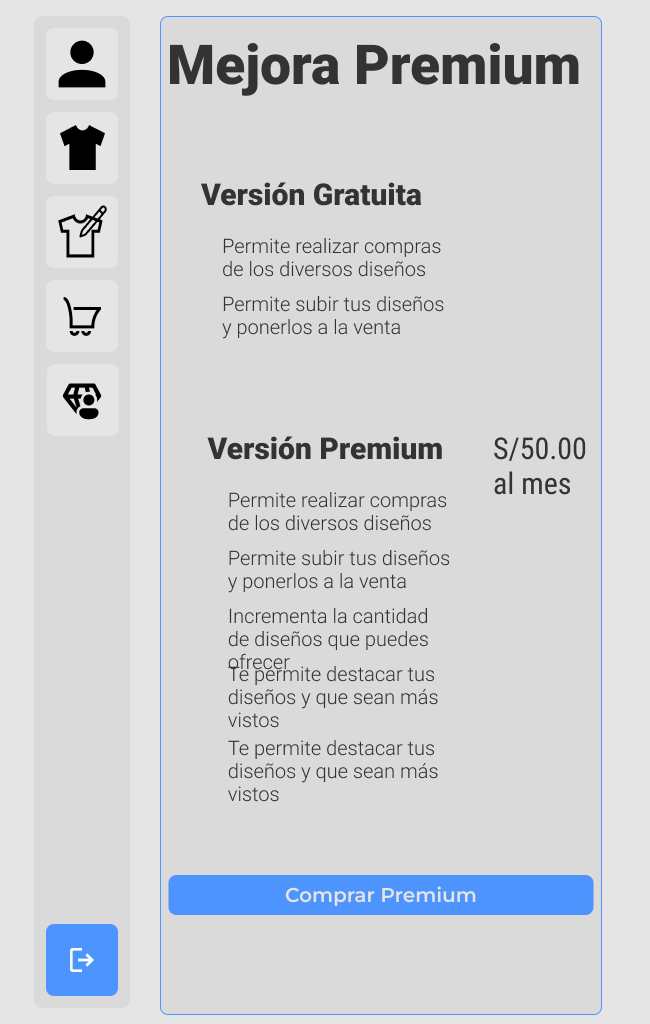 Mejora Premium
Versión Gratuita
Permite realizar compras
de los diversos diseños
Permite subir tus diseños
y ponerlos a la venta
Versión Premium
S/50.00
al mes
Permite realizar compras
de los diversos diseños
Permite subir tus diseños
y ponerlos a la venta
Incrementa la cantidad
de diseños que puedes
ofrecer
Te permite destacar tus
diseños y que sean más
vistos
Te permite destacar tus
diseños y que sean más
vistos
Comprar Premium